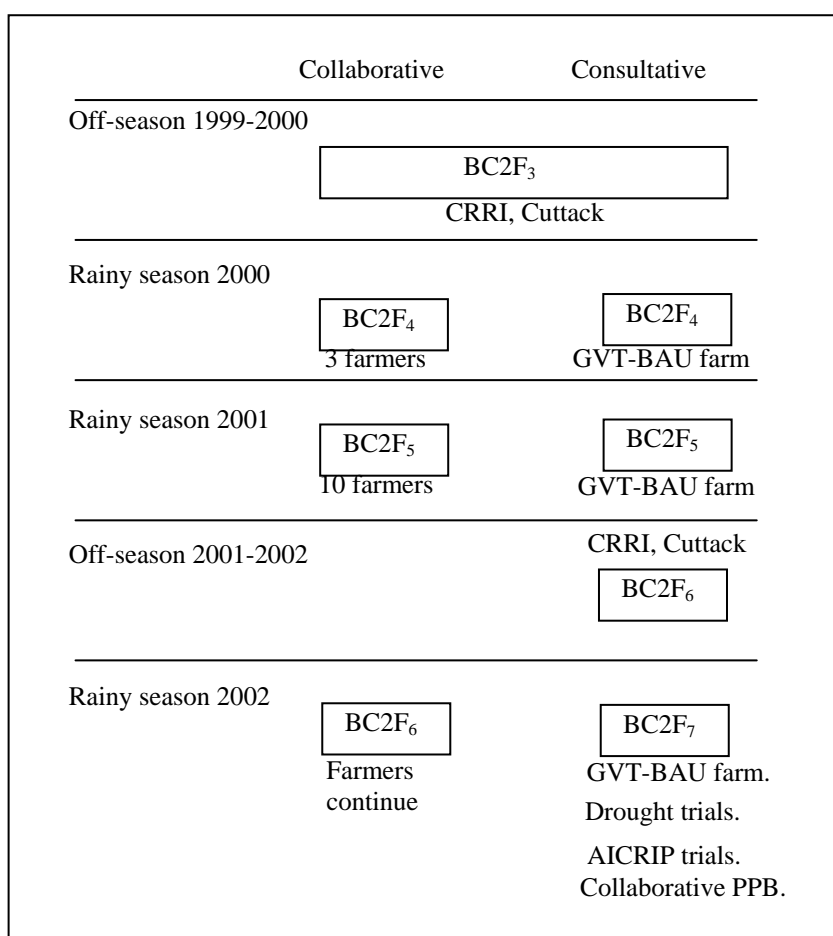 Collaborative Consultative
Off-season 1999-2000
BC2F₃
CRRI, Cuttack
Rainy season 2000
BC2F₄ BC2F₄
3 farmers GVT-BAU farm
Rainy season 2001
BC2F₅ BC2F₅
10 farmers GVT-BAU farm
Off-season 2001-2002
CRRI, Cuttack
BC2F₆
Rainy season 2002
BC2F₆ BC2F₇
Farmers GVT-BAU farm.
continue
Drought trials.
AICRIP trials.
Collaborative PPB.